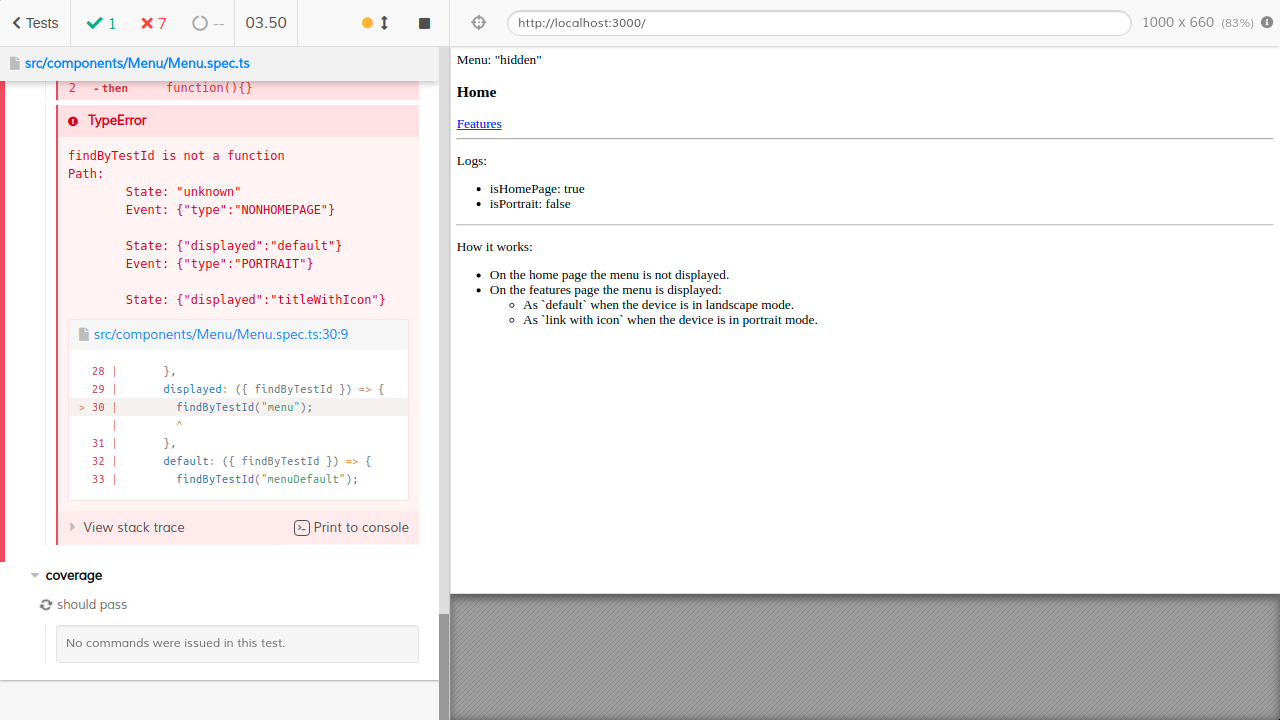 Tests 1 7 -- 03.50
src/components/Menu/Menu.spec.ts
2 -then function(){}
TypeError
findByTestId is not a function
Path:
State: "unknown"
Event: {"type":"NONHOMEPAGE"}
State: {"displayed":"default"}
Event: {"type":"PORTRAIT"}
State: {"displayed":"titleWithIcon"}
src/components/Menu/Menu.spec.ts:30:9
28 | },
29 | displayed: ({ findByTestId }) => {
> 30 | findByTestId("menu");
| ^
31 | },
32 | default: ({ findByTestId }) => {
33 | findByTestId("menuDefault");
View stack trace Print to console
coverage
should pass
No commands were issued in this test.
http://localhost:3000/ 1000 x 660 (83%)
Menu: "hidden"
Home
Features
Logs:
• isHomePage: true
• isPortrait: false
How it works:
• On the home page the menu is not displayed.
• On the features page the menu is displayed:
◦ As `default` when the device is in landscape mode.
◦ As `link with icon` when the device is in portrait mode.